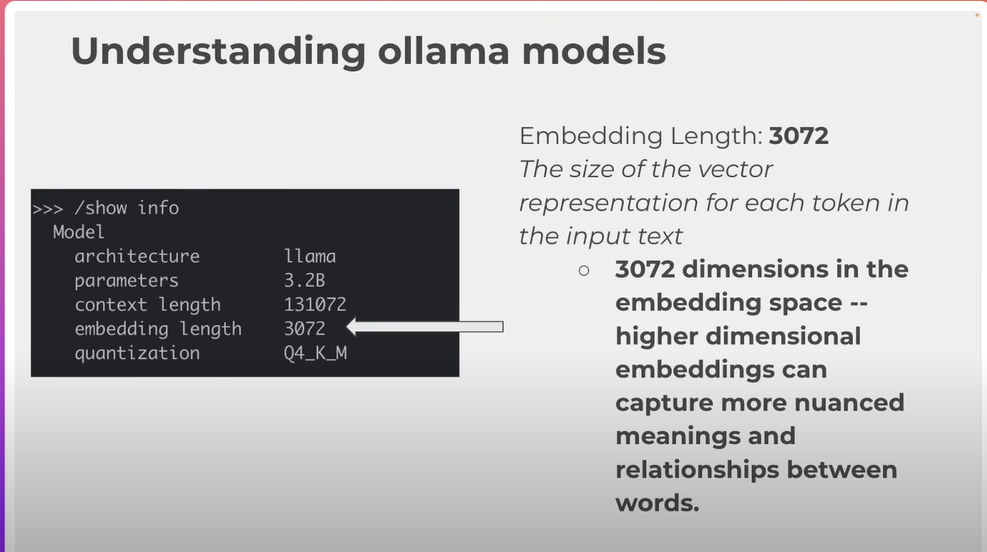 Understanding ollama models
>>> /show info
Model
architecture llama
parameters 3.2B
context length 131072
embedding length 3072
quantization Q4_K_M
Embedding Length: 3072
The size of the vector
representation for each token in
the input text
○ 3072 dimensions in the
embedding space --
higher dimensional
embeddings can
capture more nuanced
meanings and
relationships between
words.